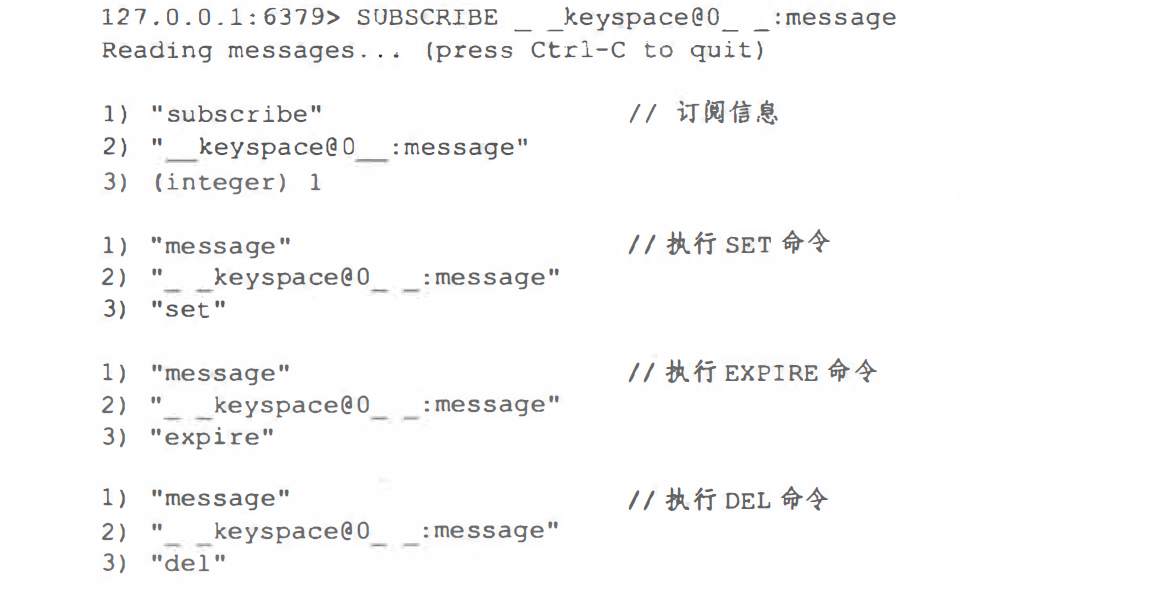 127.0.0.1:6379> SUBSCRIBE _ _keyspace@0_ _:message
Reading messages... (press Ctrl-C to quit)
1) "subscribe" // 订阅信息
2) "__keyspace@0__:message"
3) (integer) 1
1) "message" // 执行 SET 命令
2) "_ _keyspace@0_ _:message"
3) "set"
1) "message" // 执行 EXPIRE 命令
2) "_ _keyspace@0_ _:message"
3) "expire"
1) "message" // 执行 DEL 命令
2) "_ _keyspace@0_ _:message"
3) "del"